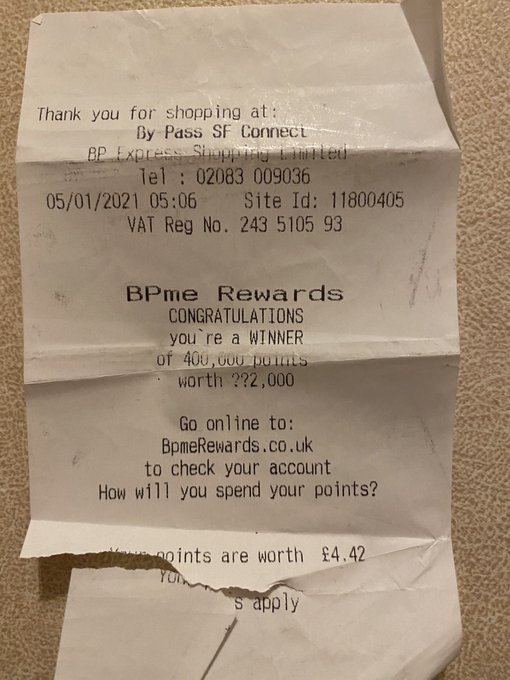 Thank you for shopping at:
By Pass SF Connect
BP Express Shopping Limited
Tel : 02083 009036
05/01/2021 05:06 Site Id: 11800405
VAT Reg No. 243 5105 93
BPme Rewards
CONGRATULATIONS
you`re a WINNER
of 400,000 points
worth ??2,000
Go online to:
BpmeRewards.co.uk
to check your account
How will you spend your points?
Your points are worth £4.42
s apply